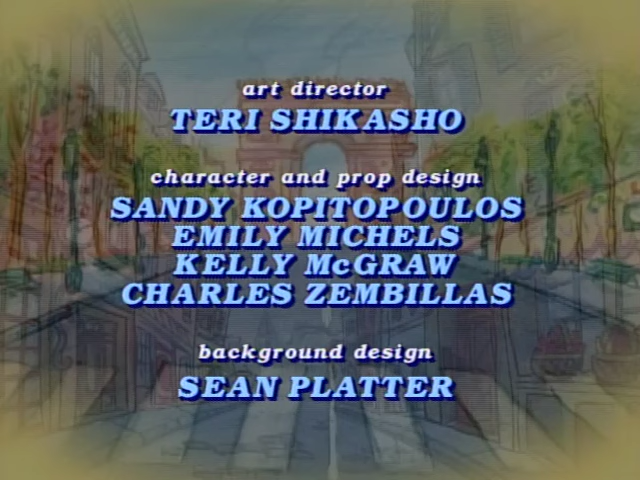 art director
TERI SHIKASHO
character and prop design
SANDY KOPITOPOULOS
EMILY MICHELS
KELLY McGRAW
CHARLES ZEMBILLAS
background design
SEAN PLATTER